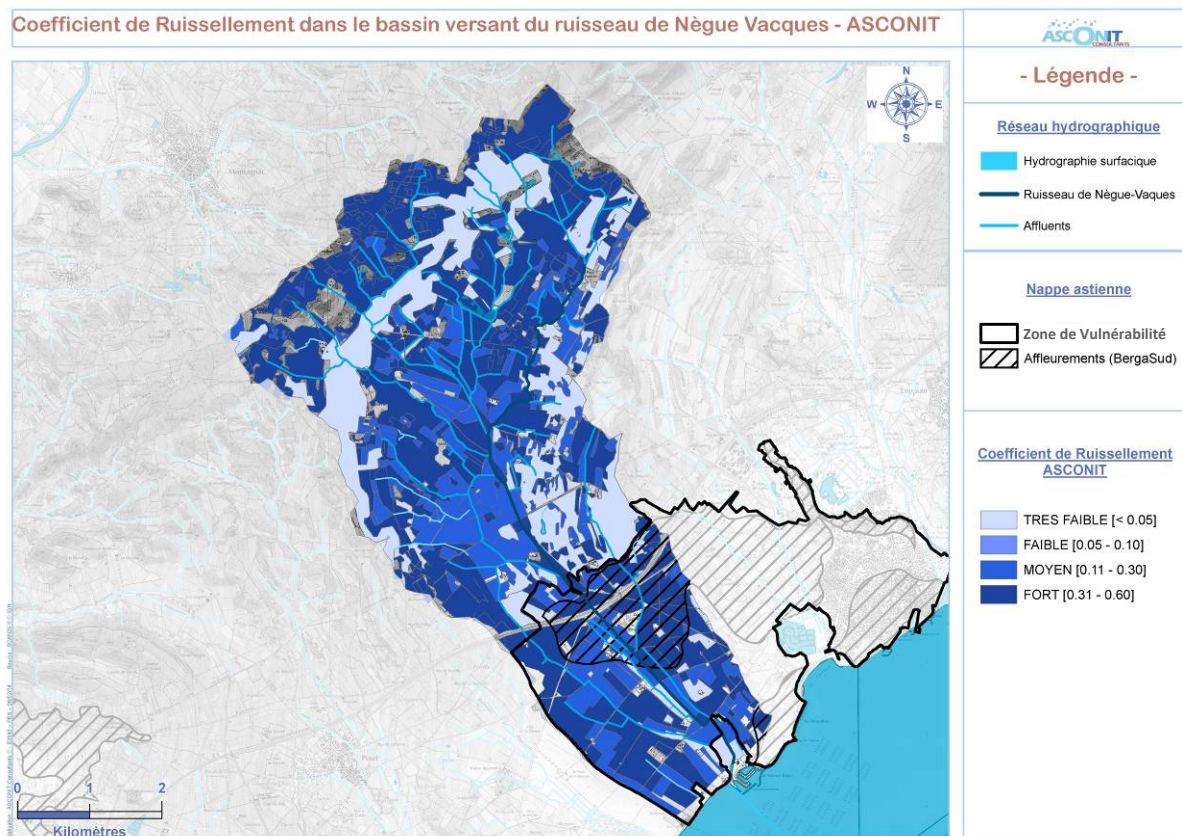 Coefficient de Ruissellement dans le bassin versant du ruisseau de Nègue Vacques - ASCONIT
ASCONIT
CONSULTANTS
- Légende -
Réseau hydrographique
Hydrographie surfacique
Ruisseau de Nègue-Vaques
Affluents
Nappe astienne
Zone de Vulnérabilité
Affleurements (BergaSud)
Coefficient de Ruissellement
ASCONIT
TRES FAIBLE [< 0.05]
FAIBLE [0.05 - 0.10]
MOYEN [0.11 - 0.30]
FORT [0.31 - 0.60]
N
W
E
S
Montagnac
Pinet
0
1
2
Kilomètres